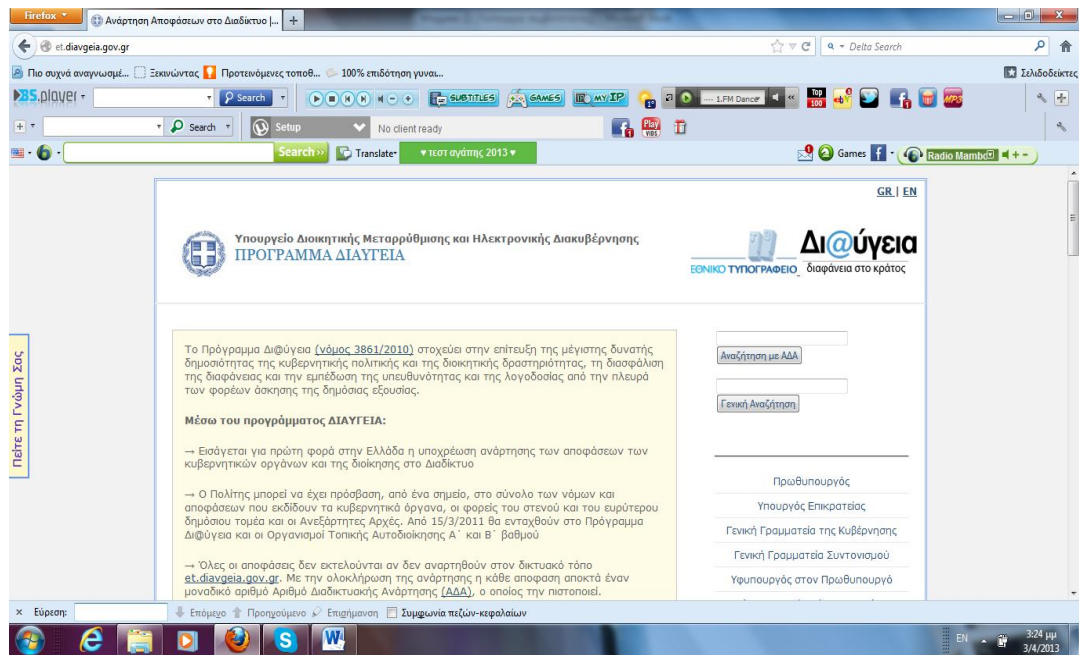 Firefox
Ανάρτηση Αποφάσεων στο Διαδίκτυο |...
et.diavgeia.gov.gr
Delta Search
Πιο συχνά αναγνωσμέ... Ξεκινώντας Προτεινόμενες τοποθ... 100% επιδότηση γυναι...
Σελιδοδείκτες
BS.player Search SUBTITLES GAMES MY IP .... 1.FM Dance Top 100 eb MP3
Search Setup No client ready Play VIDS
Search Translate ♥ τεστ αγάπης 2013 ♥ Games Radio Mambo
GR | EN
Υπουργείο Διοικητικής Μεταρρύθμισης και Ηλεκτρονικής Διακυβέρνησης
ΠΡΟΓΡΑΜΜΑ ΔΙΑΥΓΕΙΑ
ΕΘΝΙΚΟ ΤΥΠΟΓΡΑΦΕΙΟ
Δι@ύγεια
διαφάνεια στο κράτος
Πείτε τη Γνώμη Σας
Το Πρόγραμμα Δι@ύγεια (νόμος 3861/2010) στοχεύει στην επίτευξη της μέγιστης δυνατής
δημοσιότητας της κυβερνητικής πολιτικής και της διοικητικής δραστηριότητας, τη διασφάλιση
της διαφάνειας και την εμπέδωση της υπευθυνότητας και της λογοδοσίας από την πλευρά
των φορέων άσκησης της δημόσιας εξουσίας.
Μέσω του προγράμματος ΔΙΑΥΓΕΙΑ:
→ Εισάγεται για πρώτη φορά στην Ελλάδα η υποχρέωση ανάρτησης των αποφάσεων των
κυβερνητικών οργάνων και της διοίκησης στο Διαδίκτυο
→ Ο Πολίτης μπορεί να έχει πρόσβαση, από ένα σημείο, στο σύνολο των νόμων και
αποφάσεων που εκδίδουν τα κυβερνητικά όργανα, οι φορείς του στενού και του ευρύτερου
δημόσιου τομέα και οι Ανεξάρτητες Αρχές. Από 15/3/2011 θα ενταχθούν στο Πρόγραμμα
Δι@ύγεια και οι Οργανισμοί Τοπικής Αυτοδιοίκησης Α΄ και Β΄ βαθμού
→ Όλες οι αποφάσεις δεν εκτελούνται αν δεν αναρτηθούν στον δικτυακό τόπο
et.diavgeia.gov.gr. Με την ολοκλήρωση της ανάρτησης η κάθε αποφαση αποκτά έναν
μοναδικό αριθμό Αριθμό Διαδικτυακής Ανάρτησης (ΑΔΑ), ο οποίος την πιστοποιεί.
Αναζήτηση με ΑΔΑ
Γενική Αναζήτηση
Πρωθυπουργός
Υπουργός Επικρατείας
Γενική Γραμματεία της Κυβέρνησης
Γενική Γραμματεία Συντονισμού
Υφυπουργός στον Πρωθυπουργό
× Εύρεση: Επόμενο Προηγούμενο Επισήμανση Συμφωνία πεζών-κεφαλαίων
EN
3:24 μμ
3/4/2013